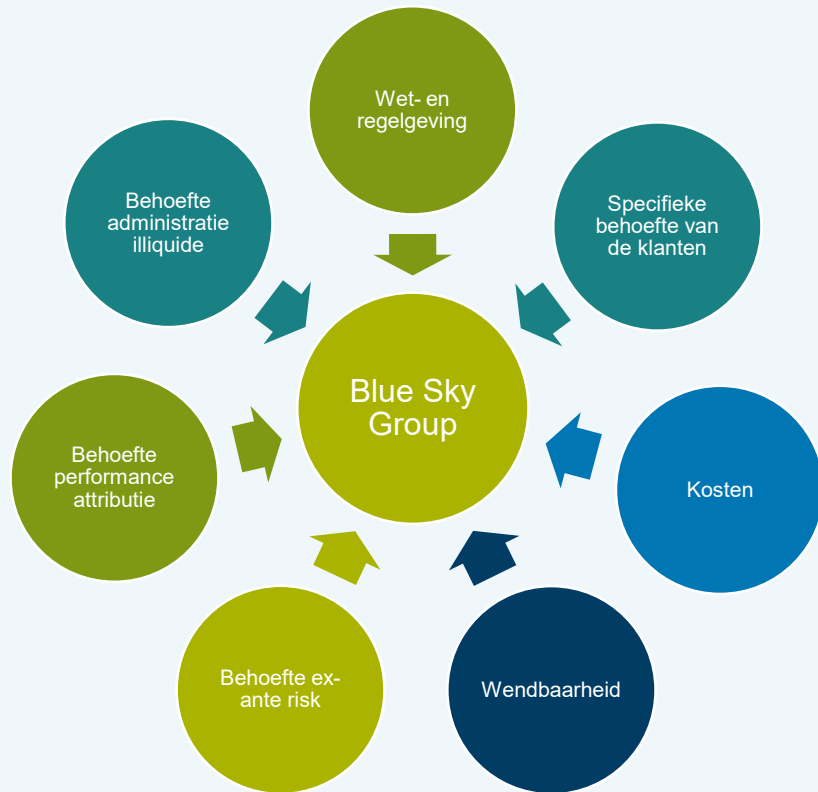 Wet- en
regelgeving
Specifieke
behoefte van
de klanten
Kosten
Wendbaarheid
Behoefte ex-
ante risk
Behoefte
performance
attributie
Behoefte
administratie
illiquide
Blue Sky
Group